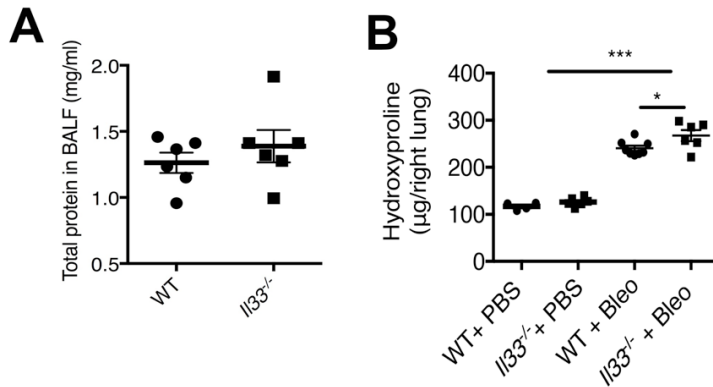 A
Total protein in BALF (mg/ml)
2.0
1.5
1.0
0.5
WT
Il33-/-
B
Hydroxyproline
(µg/right lung)
400
300
200
100
0
***
*
WT+ PBS
Il33-/-+ PBS
WT + Bleo
Il33-/- + Bleo